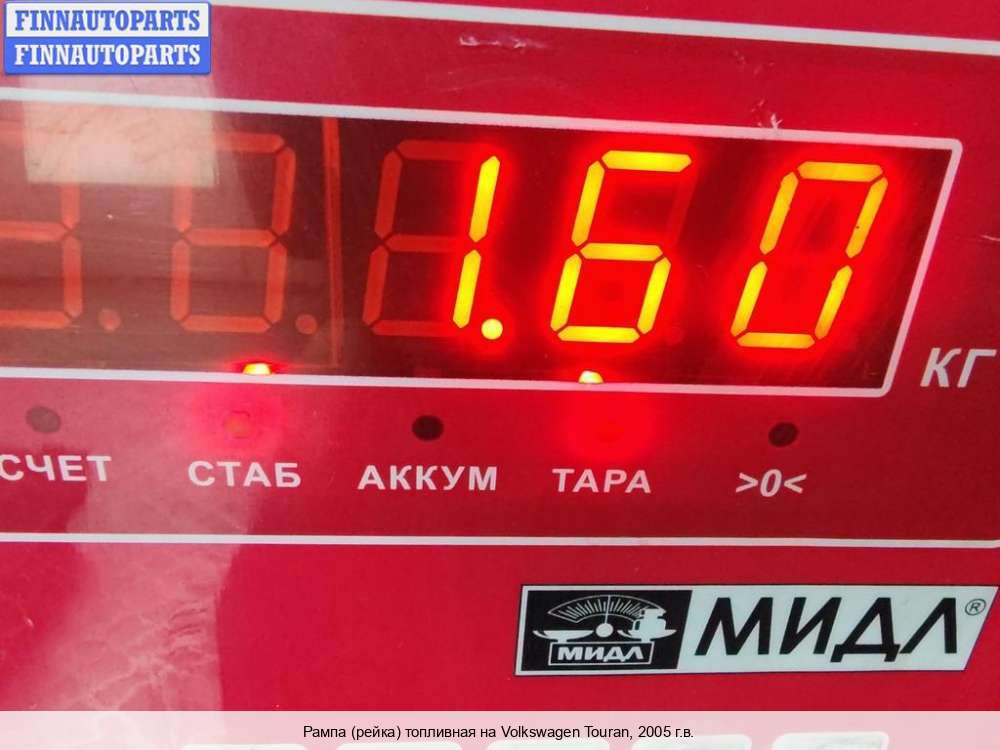 FINNAUTOPARTS
FINNAUTOPARTS
1.60
КГ
СЧЕТ СТАБ АККУМ ТАРА >0<
МИДЛ МИДЛ®
Рампа (рейка) топливная на Volkswagen Touran, 2005 г.в.